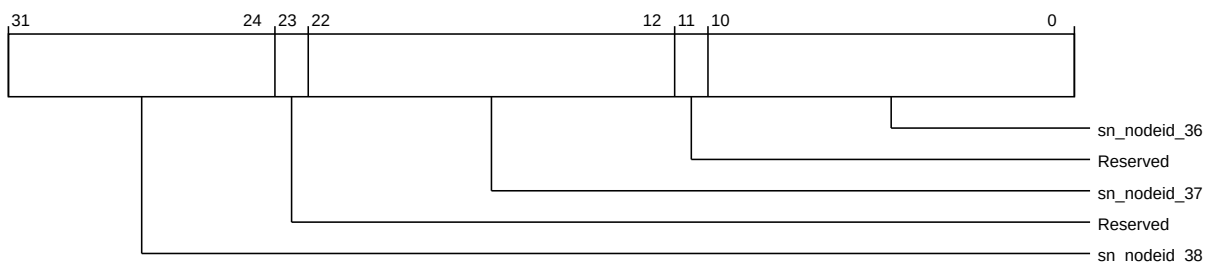 31 24 23 22 12 11 10 0
sn_nodeid_36
Reserved
sn_nodeid_37
Reserved
sn_nodeid_38